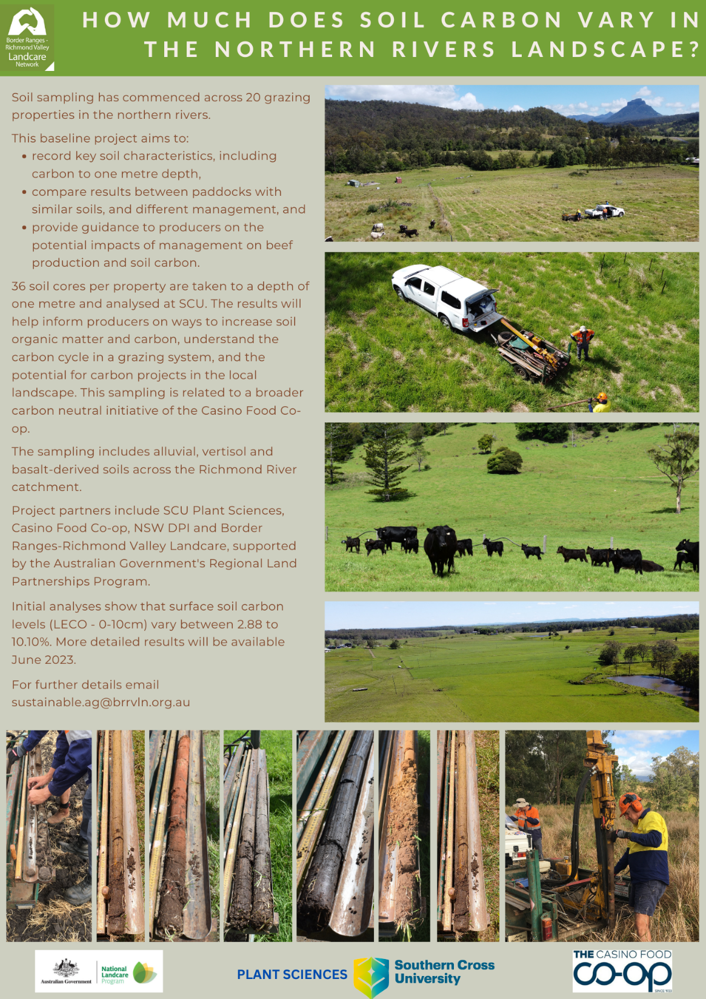 Border Ranges -
Richmond Valley
Landcare
Network
HOW MUCH DOES SOIL CARBON VARY IN
THE NORTHERN RIVERS LANDSCAPE?
Soil sampling has commenced across 20 grazing
properties in the northern rivers.
This baseline project aims to:
• record key soil characteristics, including
carbon to one metre depth,
• compare results between paddocks with
similar soils, and different management, and
• provide guidance to producers on the
potential impacts of management on beef
production and soil carbon.
36 soil cores per property are taken to a depth of
one metre and analysed at SCU. The results will
help inform producers on ways to increase soil
organic matter and carbon, understand the
carbon cycle in a grazing system, and the
potential for carbon projects in the local
landscape. This sampling is related to a broader
carbon neutral initiative of the Casino Food Co-
op.
The sampling includes alluvial, vertisol and
basalt-derived soils across the Richmond River
catchment.
Project partners include SCU Plant Sciences,
Casino Food Co-op, NSW DPI and Border
Ranges-Richmond Valley Landcare, supported
by the Australian Government's Regional Land
Partnerships Program.
Initial analyses show that surface soil carbon
levels (LECO - 0-10cm) vary between 2.88 to
10.10%. More detailed results will be available
June 2023.
For further details email
sustainable.ag@brrvln.org.au
Australian Government
National
Landcare
Program
PLANT SCIENCES
Southern Cross
University
THE CASINO FOOD
CO-OP
SINCE 1933